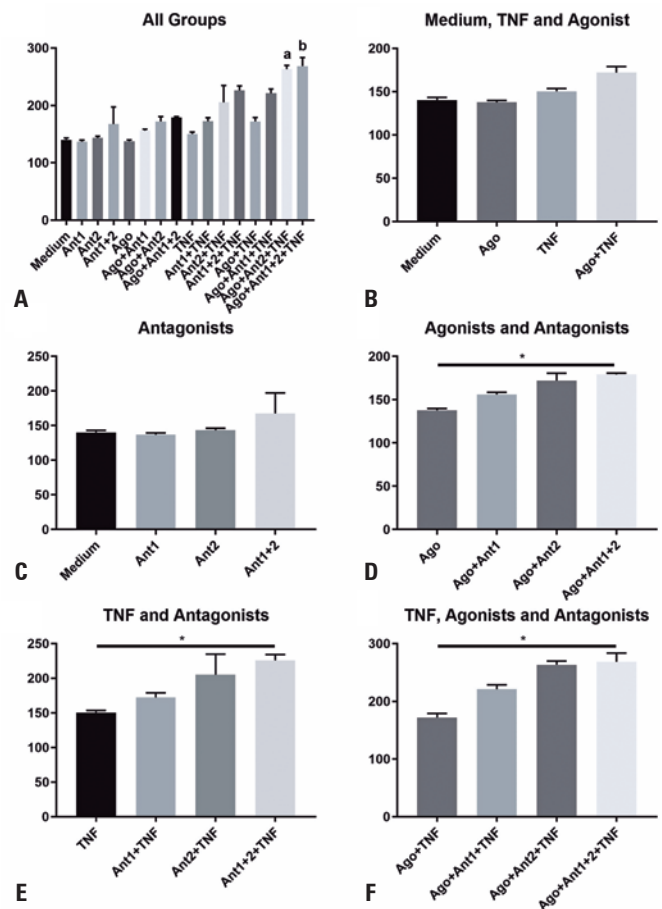 All Groups
300
200
100
0
a
b
Medium
Ant1
Ant2
Ant1+2
Ago
Ago+Ant1
Ago+Ant2
Ago+Ant1+2
TNF
Ant1+TNF
Ant2+TNF
Ant1+2+TNF
Ago+TNF
Ago+Ant1+TNF
Ago+Ant2+TNF
Ago+Ant1+2+TNF
A
Medium, TNF and Agonist
200
150
100
50
0
Medium
Ago
TNF
Ago+TNF
B
Antagonists
250
200
150
100
50
0
Medium
Ant1
Ant2
Ant1+2
C
Agonists and Antagonists
200
150
100
50
0
*
Ago
Ago+Ant1
Ago+Ant2
Ago+Ant1+2
D
TNF and Antagonists
250
200
150
100
50
0
*
TNF
Ant1+TNF
Ant2+TNF
Ant1+2+TNF
E
TNF, Agonists and Antagonists
300
200
100
0
*
Ago+TNF
Ago+Ant1+TNF
Ago+Ant2+TNF
Ago+Ant1+2+TNF
F